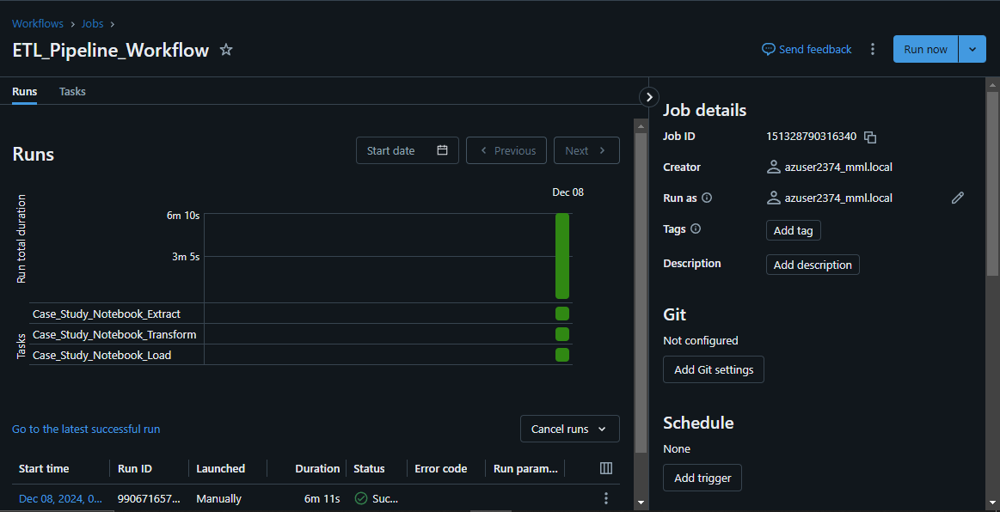 Workflows > Jobs >
ETL_Pipeline_Workflow
Send feedback
Run now
Runs Tasks
Runs
Start date
Previous
Next
Dec 08
Run total duration
6m 10s
3m 5s
Tasks
Case_Study_Notebook_Extract
Case_Study_Notebook_Transform
Case_Study_Notebook_Load
Go to the latest successful run
Cancel runs
Start time Run ID Launched Duration Status Error code Run param...
Dec 08, 2024, 0... 990671657... Manually 6m 11s Suc...
Job details
Job ID 151328790316340
Creator azuser2374_mml.local
Run as azuser2374_mml.local
Tags Add tag
Description Add description
Git
Not configured
Add Git settings
Schedule
None
Add trigger